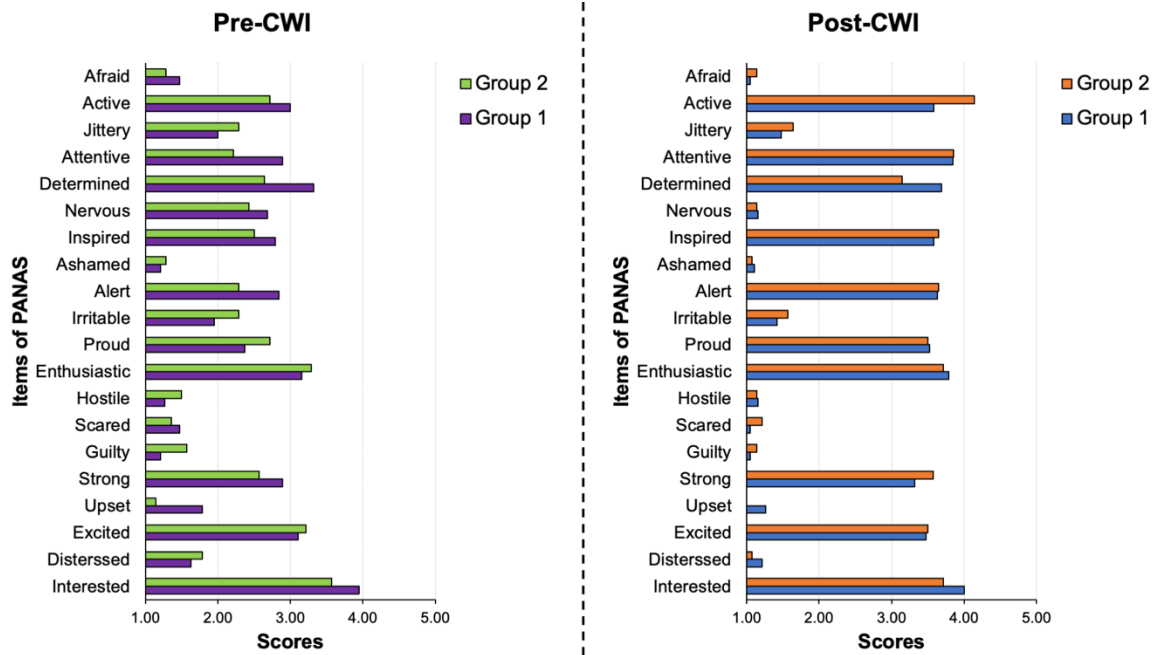 Pre-CWI
Items of PANAS
Afraid
Active
Jittery
Attentive
Determined
Nervous
Inspired
Ashamed
Alert
Irritable
Proud
Enthusiastic
Hostile
Scared
Guilty
Strong
Upset
Excited
Disterssed
Interested
1.00 2.00 3.00 4.00 5.00
Scores
Group 2
Group 1
Post-CWI
Items of PANAS
Afraid
Active
Jittery
Attentive
Determined
Nervous
Inspired
Ashamed
Alert
Irritable
Proud
Enthusiastic
Hostile
Scared
Guilty
Strong
Upset
Excited
Disterssed
Interested
1.00 2.00 3.00 4.00 5.00
Scores
Group 2
Group 1